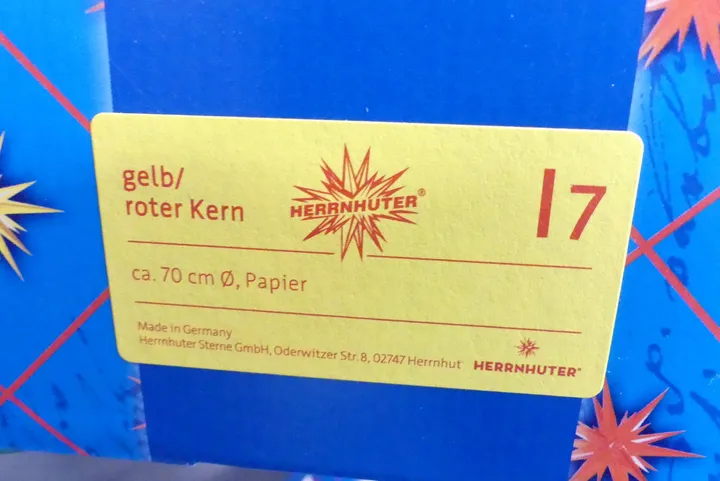 gelb/
roter Kern
HERRNHUTER®
I7
ca. 70 cm Ø, Papier
Made in Germany
Herrnhuter Sterne GmbH, Oderwitzer Str. 8, 02747 Herrnhut
HERRNHUTER®